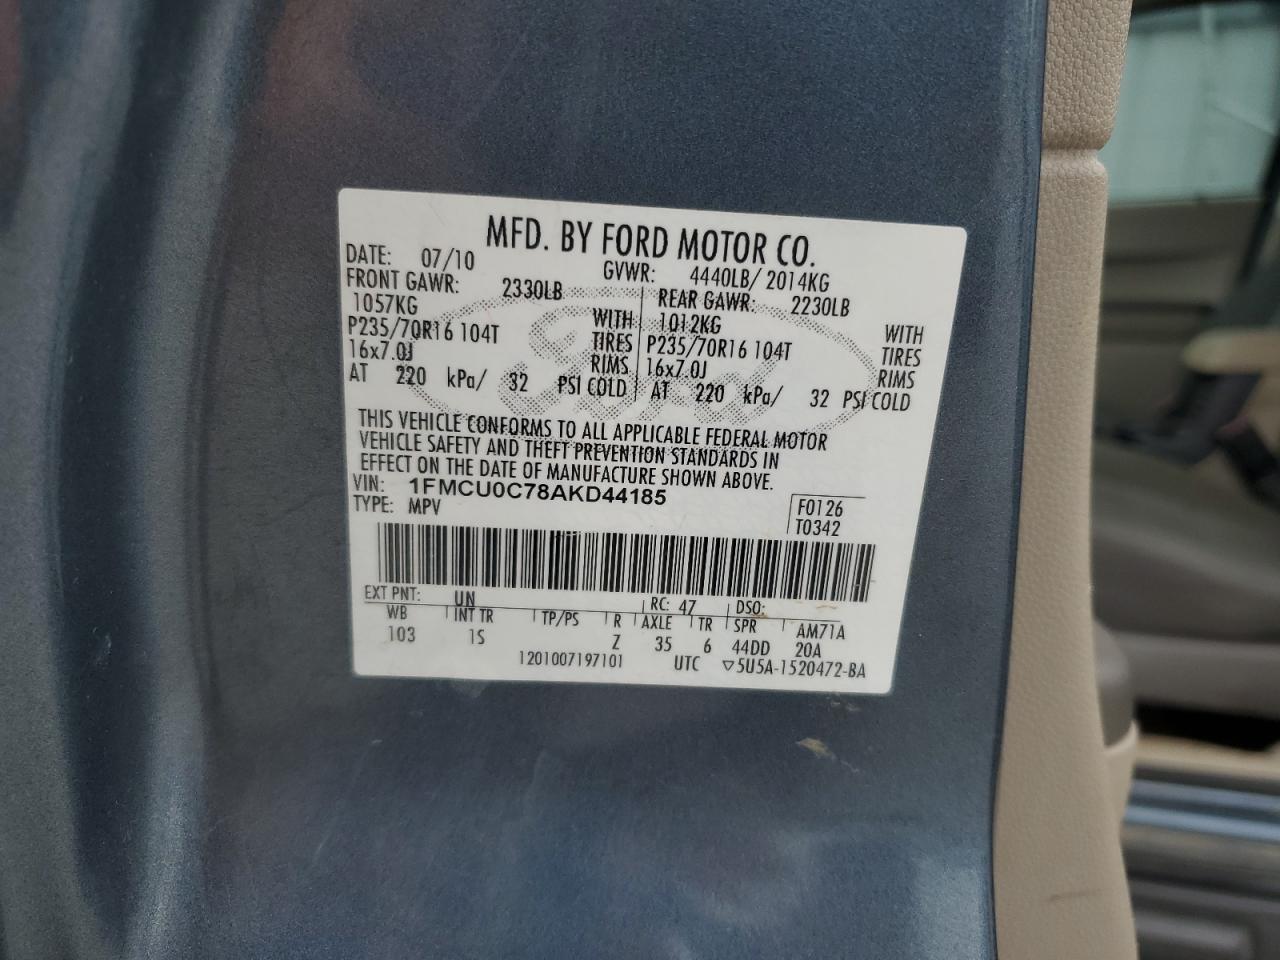 MFD. BY FORD MOTOR CO.
DATE: 07/10 GVWR: 4440LB/ 2014KG
FRONT GAWR: 2330LB REAR GAWR: 2230LB
1057KG WITH 1012KG WITH
P235/70R16 104T TIRES P235/70R16 104T TIRES
16x7.0J RIMS 16x7.0J RIMS
AT 220 kPa/ 32 PSI COLD AT 220 kPa/ 32 PSI COLD
THIS VEHICLE CONFORMS TO ALL APPLICABLE FEDERAL MOTOR
VEHICLE SAFETY AND THEFT PREVENTION STANDARDS IN
EFFECT ON THE DATE OF MANUFACTURE SHOWN ABOVE.
VIN: 1FMCU0C78AKD44185
TYPE: MPV
F0126
T0342
EXT PNT: UN RC: 47 DSO:
WB INT TR TP/PS R AXLE TR SPR AM71A
103 1S Z 35 6 44DD 20A
1201007197101 UTC ▽5U5A-1520472-BA
Ford